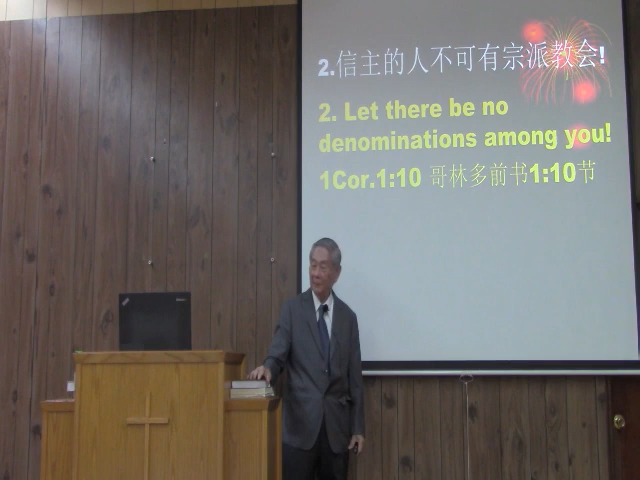 2.信主的人不可有宗派教会!
2. Let there be no
denominations among you!
1Cor.1:10 哥林多前书1:10节